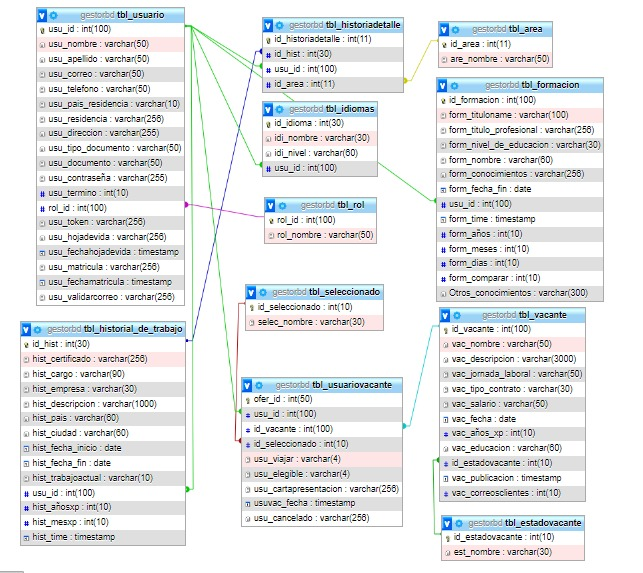 gestorbd tbl_usuario
usu_id : int(100)
usu_nombre : varchar(50)
usu_apellido : varchar(50)
usu_correo : varchar(50)
usu_telefono : varchar(50)
usu_pais_residencia : varchar(10)
usu_residencia : varchar(256)
usu_direccion : varchar(255)
usu_tipo_documento : varchar(50)
usu_documento : varchar(50)
usu_contraseña : varchar(256)
usu_termino : int(10)
rol_id : int(100)
usu_token : varchar(256)
usu_hojadevida : varchar(256)
usu_fechahojadevida : timestamp
usu_matricula : varchar(256)
usu_fechamatricula : timestamp
usu_validarcorreo : varchar(256)
gestorbd tbl_historial_de_trabajo
id_hist : int(30)
hist_certificado : varchar(256)
hist_cargo : varchar(90)
hist_empresa : varchar(30)
hist_descripcion : varchar(1000)
hist_pais : varchar(60)
hist_ciudad : varchar(60)
hist_fecha_inicio : date
hist_fecha_fin : date
hist_trabajoactual : varchar(10)
usu_id : int(100)
hist_añosxp : int(10)
hist_mesxp : int(10)
hist_time : timestamp
gestorbd tbl_historiadetalle
id_historiadetalle : int(11)
id_hist : int(30)
usu_id : int(100)
id_area : int(11)
gestorbd tbl_idiomas
id_idioma : int(30)
idi_nombre : varchar(30)
idi_nivel : varchar(60)
usu_id : int(100)
gestorbd tbl_rol
rol_id : int(100)
rol_nombre : varchar(50)
gestorbd tbl_seleccionado
id_seleccionado : int(10)
selec_nombre : varchar(30)
gestorbd tbl_usuariovacante
ofer_id : int(50)
usu_id : int(100)
id_vacante : int(100)
id_seleccionado : int(10)
usu_viajar : varchar(4)
usu_elegible : varchar(4)
usu_cartapresentacion : varchar(256)
usuvac_fecha : timestamp
usu_cancelado : varchar(256)
gestorbd tbl_area
id_area : int(11)
are_nombre : varchar(50)
gestorbd tbl_formacion
id_formacion : int(100)
form_tituloname : varchar(100)
form_titulo_profesional : varchar(256)
form_nivel_de_educacion : varchar(30)
form_nombre : varchar(60)
form_conocimientos : varchar(256)
form_fecha_fin : date
usu_id : int(100)
form_time : timestamp
form_años : int(10)
form_meses : int(10)
form_dias : int(10)
form_comparar : int(10)
Otros_conocimientos : varchar(300)
gestorbd tbl_vacante
id_vacante : int(100)
vac_nombre : varchar(50)
vac_descripcion : varchar(3000)
vac_jornada_laboral : varchar(50)
vac_tipo_contrato : varchar(30)
vac_salario : varchar(50)
vac_fecha : date
vac_años_xp : int(10)
vac_educacion : varchar(60)
id_estadovacante : int(10)
vac_publicacion : timestamp
vac_correosclientes : int(10)
gestorbd tbl_estadovacante
id_estadovacante : int(10)
est_nombre : varchar(30)